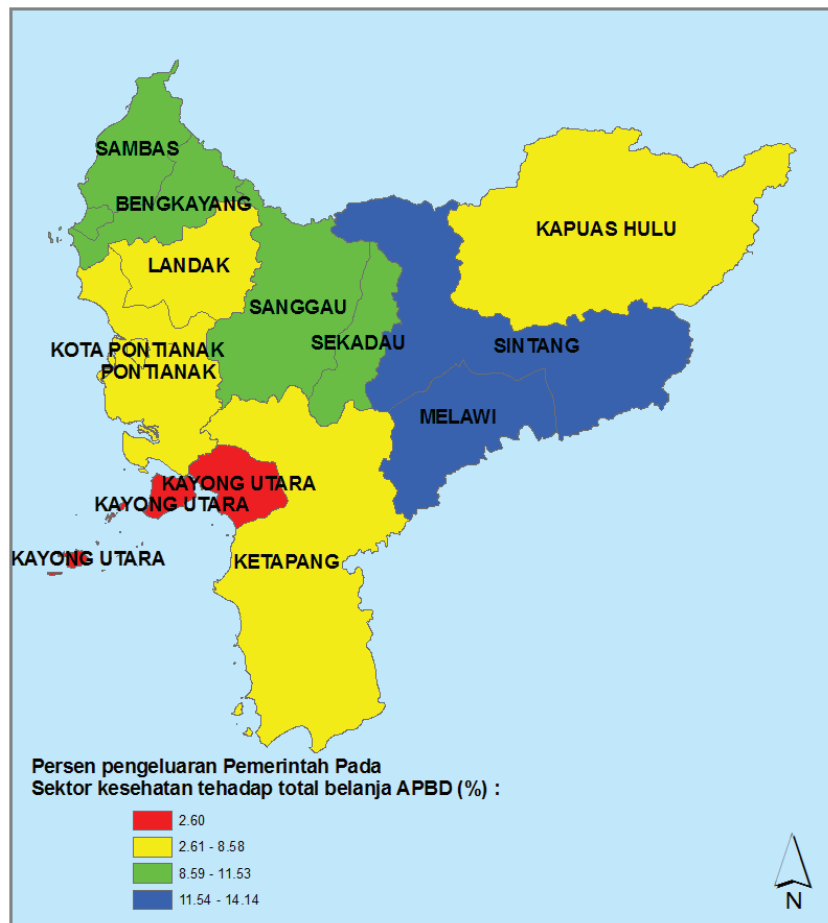 SAMBAS
BENGKAYANG
LANDAK
KAPUAS HULU
SANGGAU
SEKADAU
SINTANG
KOTA PONTIANAK
PONTIANAK
MELAWI
KAYONG UTARA
KAYONG UTARA
KAYONG UTARA
KETAPANG
Persen pengeluaran Pemerintah Pada
Sektor kesehatan tehadap total belanja APBD (%) :
2.60
2.61 - 8.58
8.59 - 11.53
11.54 - 14.14
N